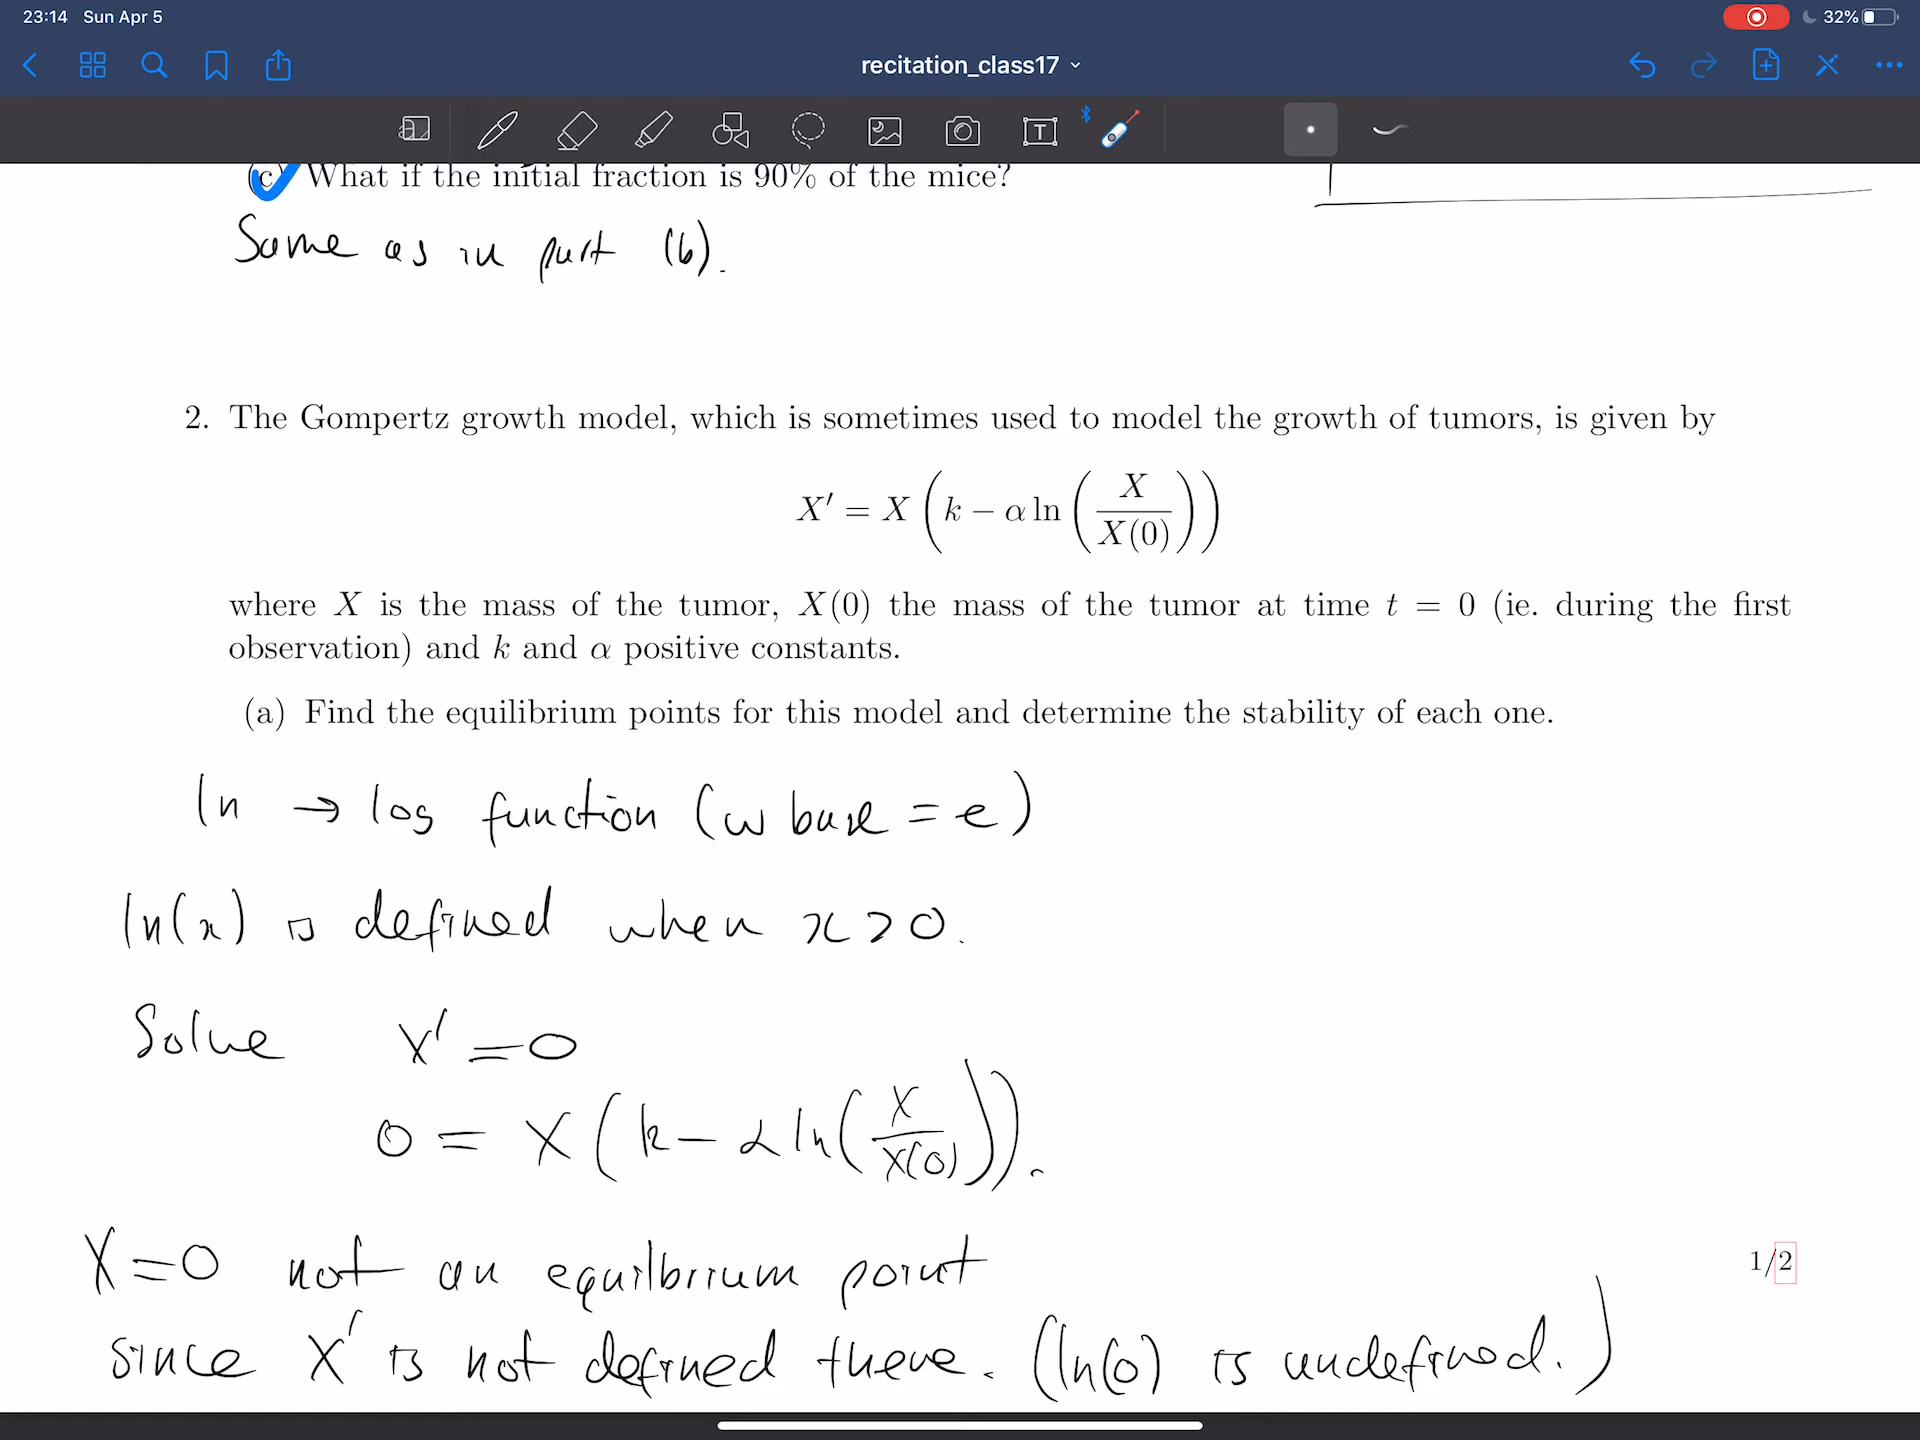 23:14 Sun Apr 5
32%
recitation_class17
(c) What if the initial fraction is 90% of the mice?
Same as in part (b).
2. The Gompertz growth model, which is sometimes used to model the growth of tumors, is given by
X′ = X (k − α ln (X / X(0)))
where X is the mass of the tumor, X(0) the mass of the tumor at time t = 0 (ie. during the first
observation) and k and α positive constants.
(a) Find the equilibrium points for this model and determine the stability of each one.
ln → log function (w base = e)
ln(x) is defined when x > 0.
Solve X' = 0
0 = X (k − α ln (X / X(0))).
X = 0 not an equilibrium point
1/2
since X' is not defined there. (ln(0) is undefined.)